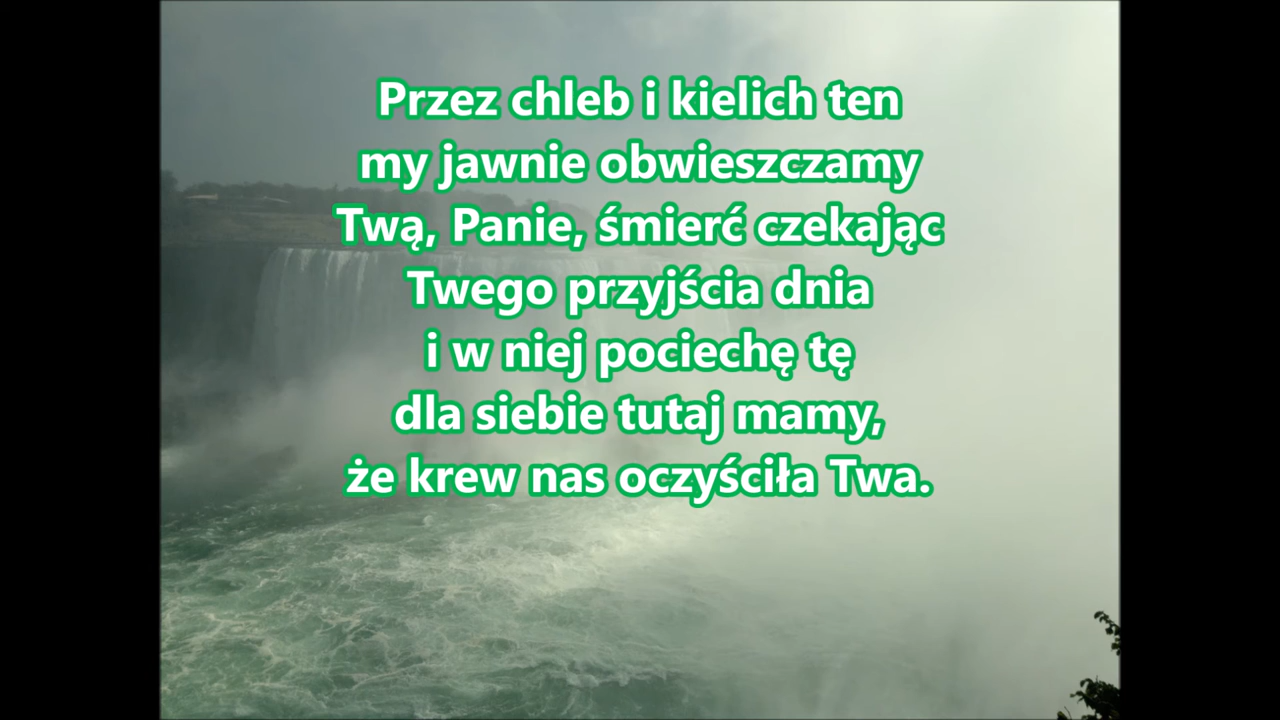 Przez chleb i kielich ten
my jawnie obwieszczamy
Twą, Panie, śmierć czekając
Twego przyjścia dnia
i w niej pociechę tę
dla siebie tutaj mamy,
że krew nas oczyściła Twa.